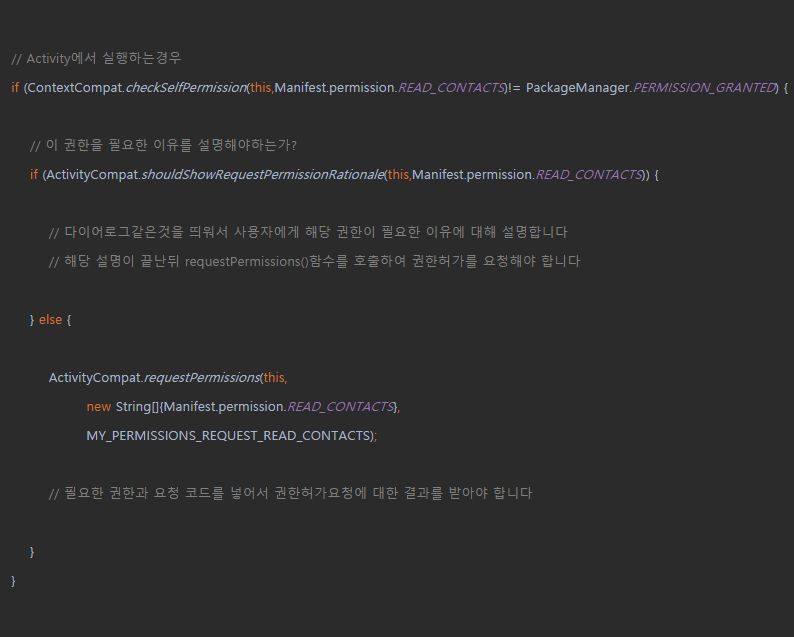 // Activity에서 실행하는경우
if (ContextCompat.checkSelfPermission(this,Manifest.permission.READ_CONTACTS)!= PackageManager.PERMISSION_GRANTED) {
// 이 권한을 필요한 이유를 설명해야하는가?
if (ActivityCompat.shouldShowRequestPermissionRationale(this,Manifest.permission.READ_CONTACTS)) {
// 다이어로그같은것을 띄워서 사용자에게 해당 권한이 필요한 이유에 대해 설명합니다
// 해당 설명이 끝난뒤 requestPermissions()함수를 호출하여 권한허가를 요청해야 합니다
} else {
ActivityCompat.requestPermissions(this,
new String[]{Manifest.permission.READ_CONTACTS},
MY_PERMISSIONS_REQUEST_READ_CONTACTS);
// 필요한 권한과 요청 코드를 넣어서 권한허가요청에 대한 결과를 받아야 합니다
}
}